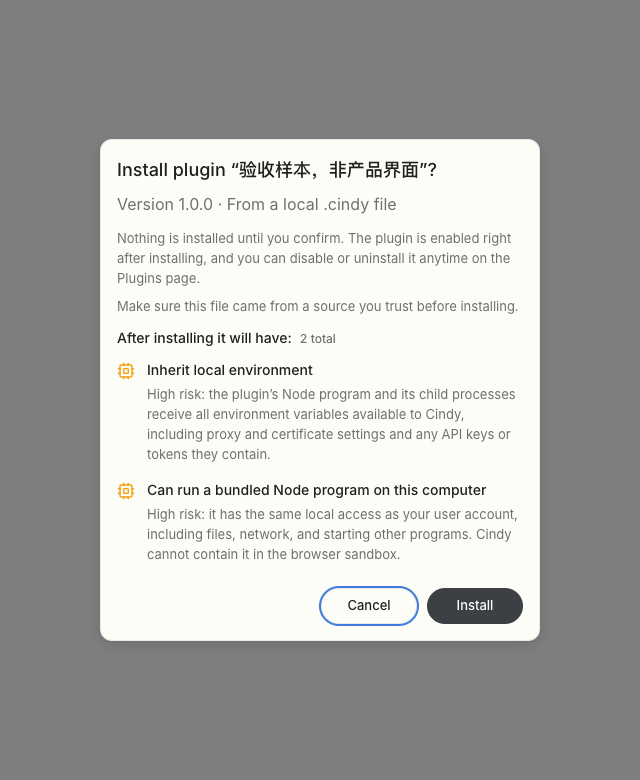 Install plugin “验收样本，非产品界面”?
Version 1.0.0 · From a local .cindy file
Nothing is installed until you confirm. The plugin is enabled right
after installing, and you can disable or uninstall it anytime on the
Plugins page.
Make sure this file came from a source you trust before installing.
After installing it will have: 2 total
Inherit local environment
High risk: the plugin’s Node program and its child processes
receive all environment variables available to Cindy,
including proxy and certificate settings and any API keys or
tokens they contain.
Can run a bundled Node program on this computer
High risk: it has the same local access as your user account,
including files, network, and starting other programs. Cindy
cannot contain it in the browser sandbox.
Cancel Install